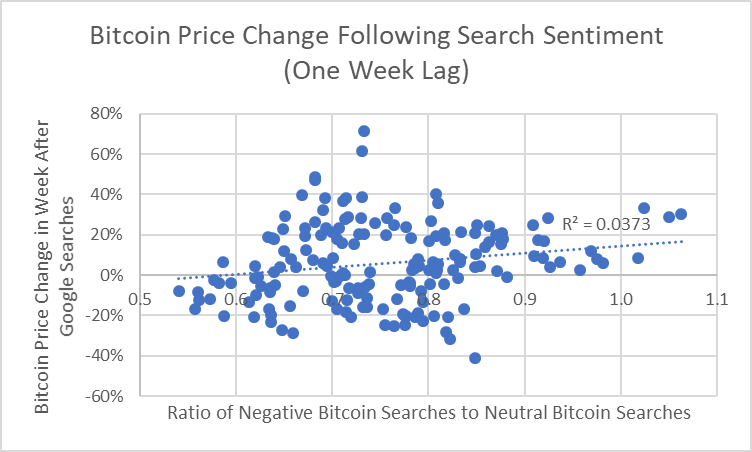 Bitcoin Price Change Following Search Sentiment
(One Week Lag)
Bitcoin Price Change in Week After
Google Searches
80%
60%
40%
20%
0%
-20%
-40%
-60%
0.5
0.6
0.7
0.8
0.9
1.0
1.1
R² = 0.0373
Ratio of Negative Bitcoin Searches to Neutral Bitcoin Searches